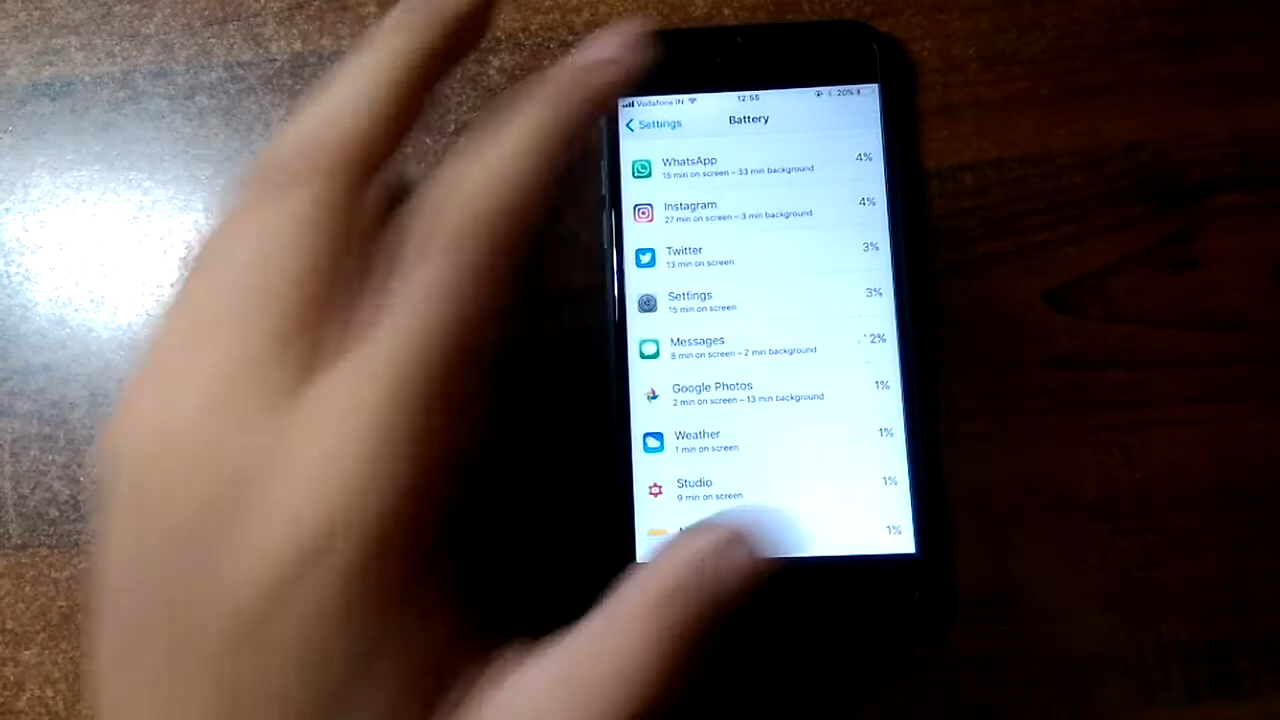 Vodafone IN 12:55 20%
Settings Battery
WhatsApp 4%
15 min on screen – 33 min background
Instagram 4%
27 min on screen – 3 min background
Twitter 3%
13 min on screen
Settings 3%
15 min on screen
Messages 2%
8 min on screen – 2 min background
Google Photos 1%
2 min on screen – 13 min background
Weather 1%
1 min on screen
Studio 1%
9 min on screen
1%